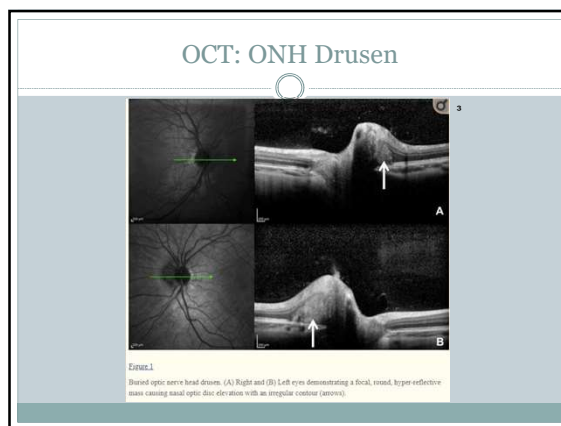 OCT: ONH Drusen
3
A
B
Figure 1
Buried optic nerve head drusen. (A) Right and (B) Left eyes demonstrating a focal, round, hyper-reflective
mass causing nasal optic disc elevation with an irregular contour (arrows).